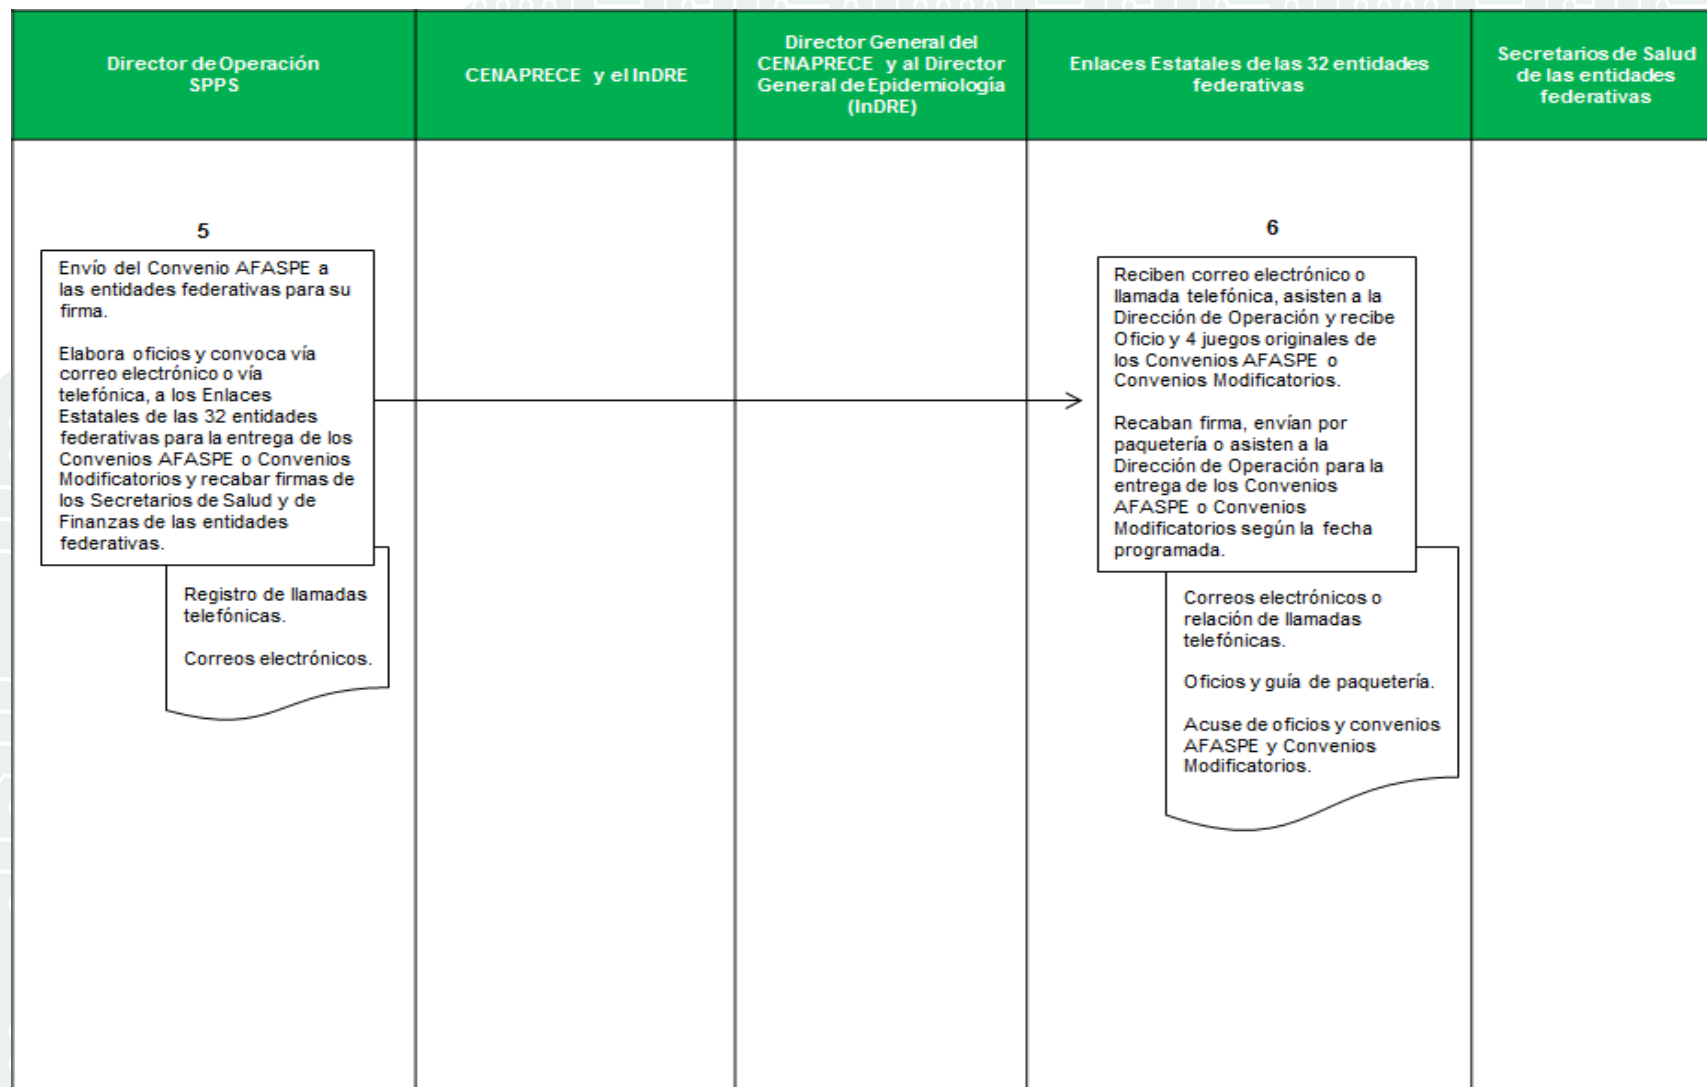 Director de Operación
SPPS
CENAPRECE y el InDRE
Director General del
CENAPRECE y al Director
General de Epidemiología
(InDRE)
Enlaces Estatales de las 32 entidades
federativas
Secretarios de Salud
de las entidades
federativas
5
Envío del Convenio AFASPE a
las entidades federativas para su
firma.
Elabora oficios y convoca vía
correo electrónico o vía
telefónica, a los Enlaces
Estatales de las 32 entidades
federativas para la entrega de los
Convenios AFASPE o Convenios
Modificatorios y recabar firmas de
los Secretarios de Salud y de
Finanzas de las entidades
federativas.
Registro de llamadas
telefónicas.
Correos electrónicos.
6
Reciben correo electrónico o
llamada telefónica, asisten a la
Dirección de Operación y recibe
Oficio y 4 juegos originales de
los Convenios AFASPE o
Convenios Modificatorios.
Recaban firma, envían por
paquetería o asisten a la
Dirección de Operación para la
entrega de los Convenios
AFASPE o Convenios
Modificatorios según la fecha
programada.
Correos electrónicos o
relación de llamadas
telefónicas.
Oficios y guía de paquetería.
Acuse de oficios y convenios
AFASPE y Convenios
Modificatorios.